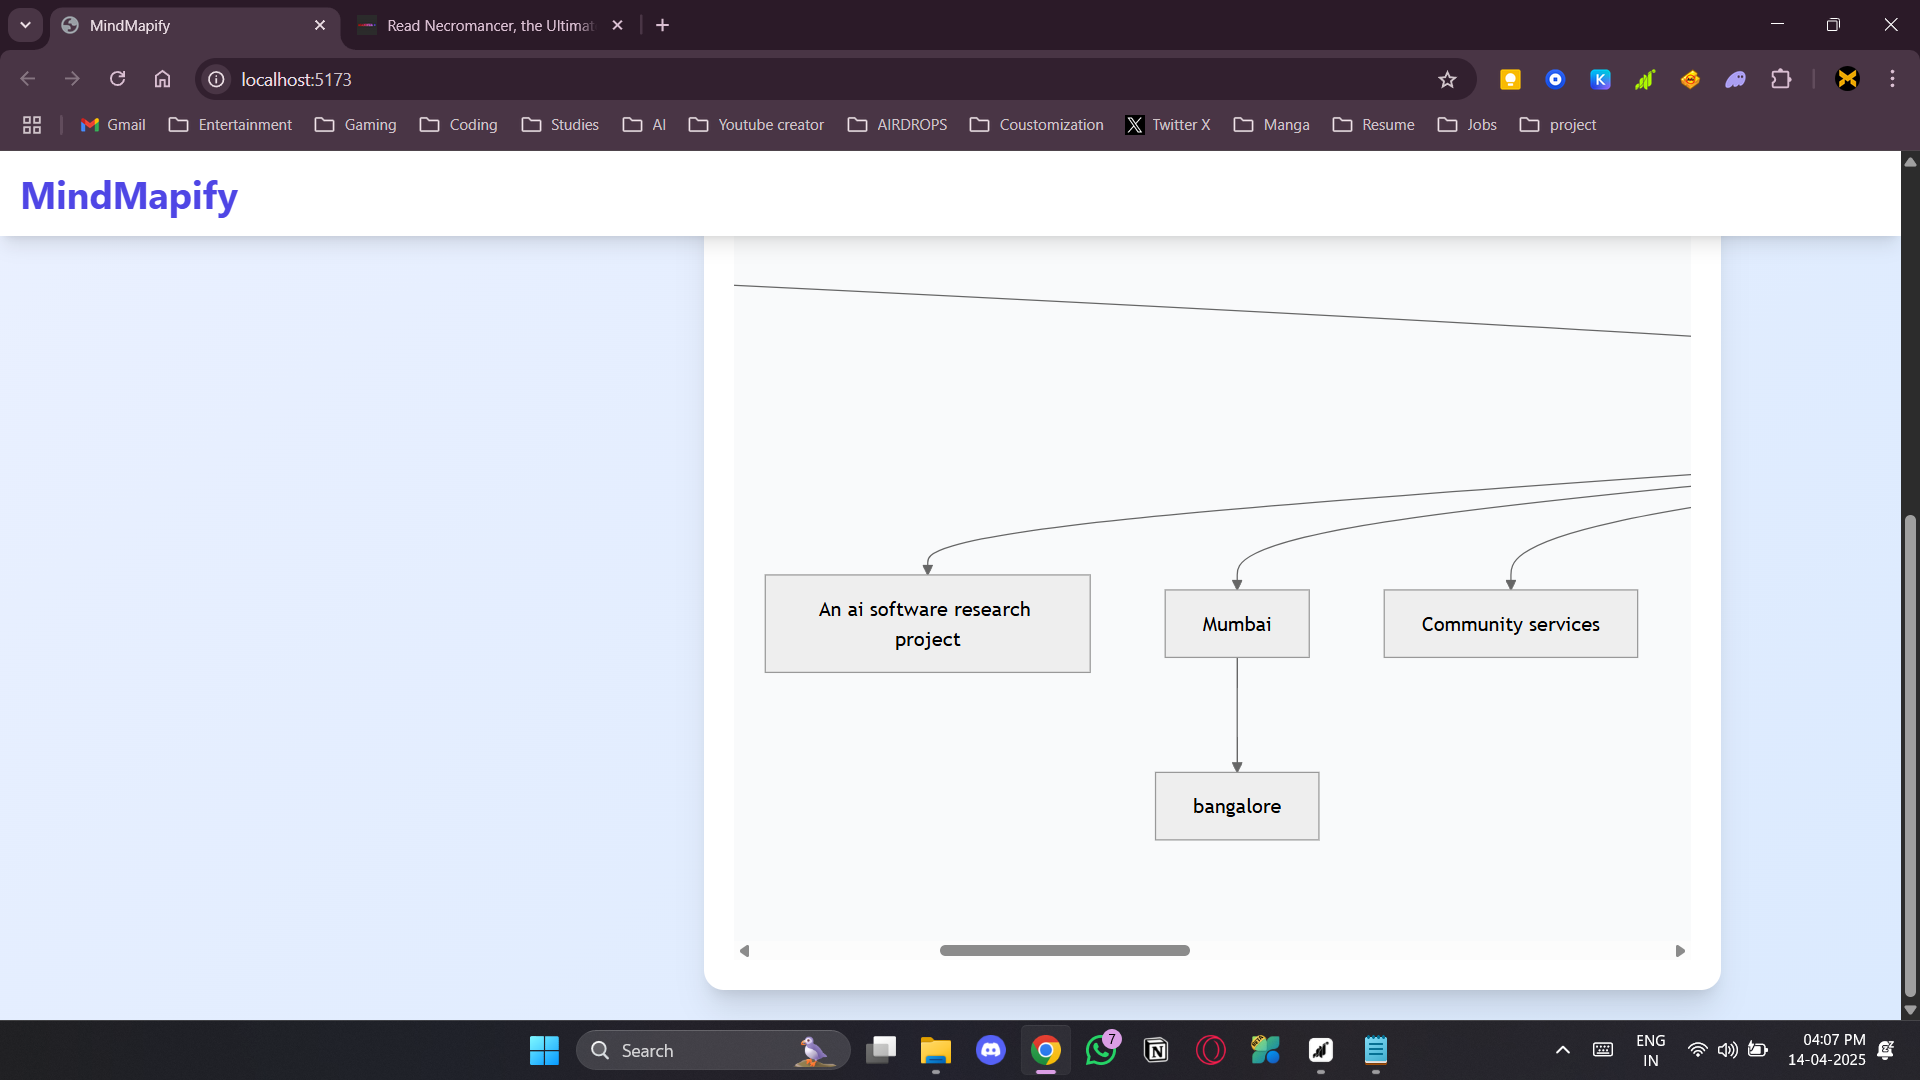 MindMapify
Read Necromancer, the Ultimat
localhost:5173
Gmail
Entertainment
Gaming
Coding
Studies
AI
Youtube creator
AIRDROPS
Coustomization
Twitter X
Manga
Resume
Jobs
project
MindMapify
An ai software research
project
Mumbai
Community services
bangalore
Search
7
ENG
IN
04:07 PM
14-04-2025